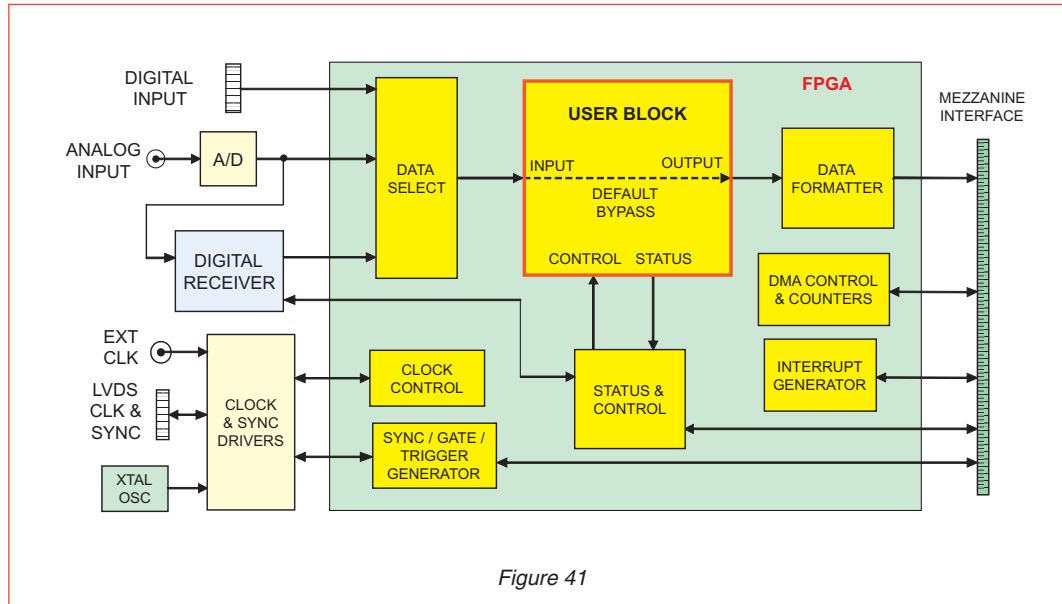 DIGITAL
INPUT
ANALOG
INPUT
A/D
DIGITAL
RECEIVER
EXT
CLK
LVDS
CLK &
SYNC
XTAL
OSC
CLOCK
& SYNC
DRIVERS
FPGA
DATA
SELECT
USER BLOCK
INPUT
OUTPUT
DEFAULT
BYPASS
CONTROL
STATUS
DATA
FORMATTER
DMA CONTROL
& COUNTERS
INTERRUPT
GENERATOR
CLOCK
CONTROL
SYNC / GATE /
TRIGGER
GENERATOR
STATUS &
CONTROL
MEZZANINE
INTERFACE
Figure 41